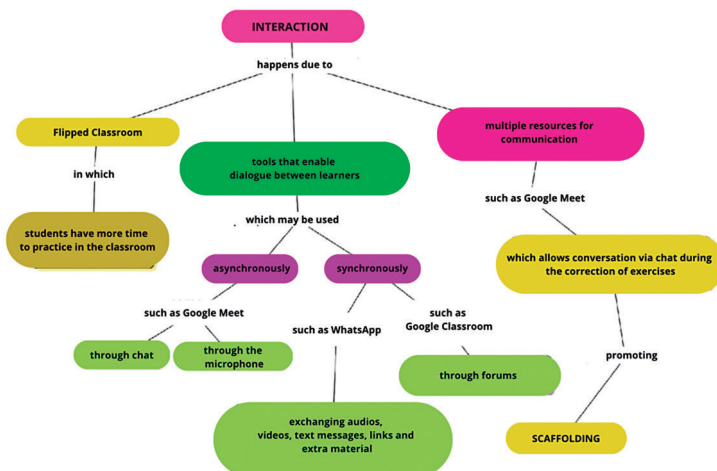 INTERACTION
happens due to
Flipped Classroom
in which
students have more time
to practice in the classroom
tools that enable
dialogue between learners
which may be used
asynchronously
such as Google Meet
through chat
through the
microphone
synchronously
such as WhatsApp
exchanging audios,
videos, text messages, links and
extra material
such as
Google Classroom
through forums
multiple resources for
communication
such as Google Meet
which allows conversation via chat during
the correction of exercises
promoting
SCAFFOLDING